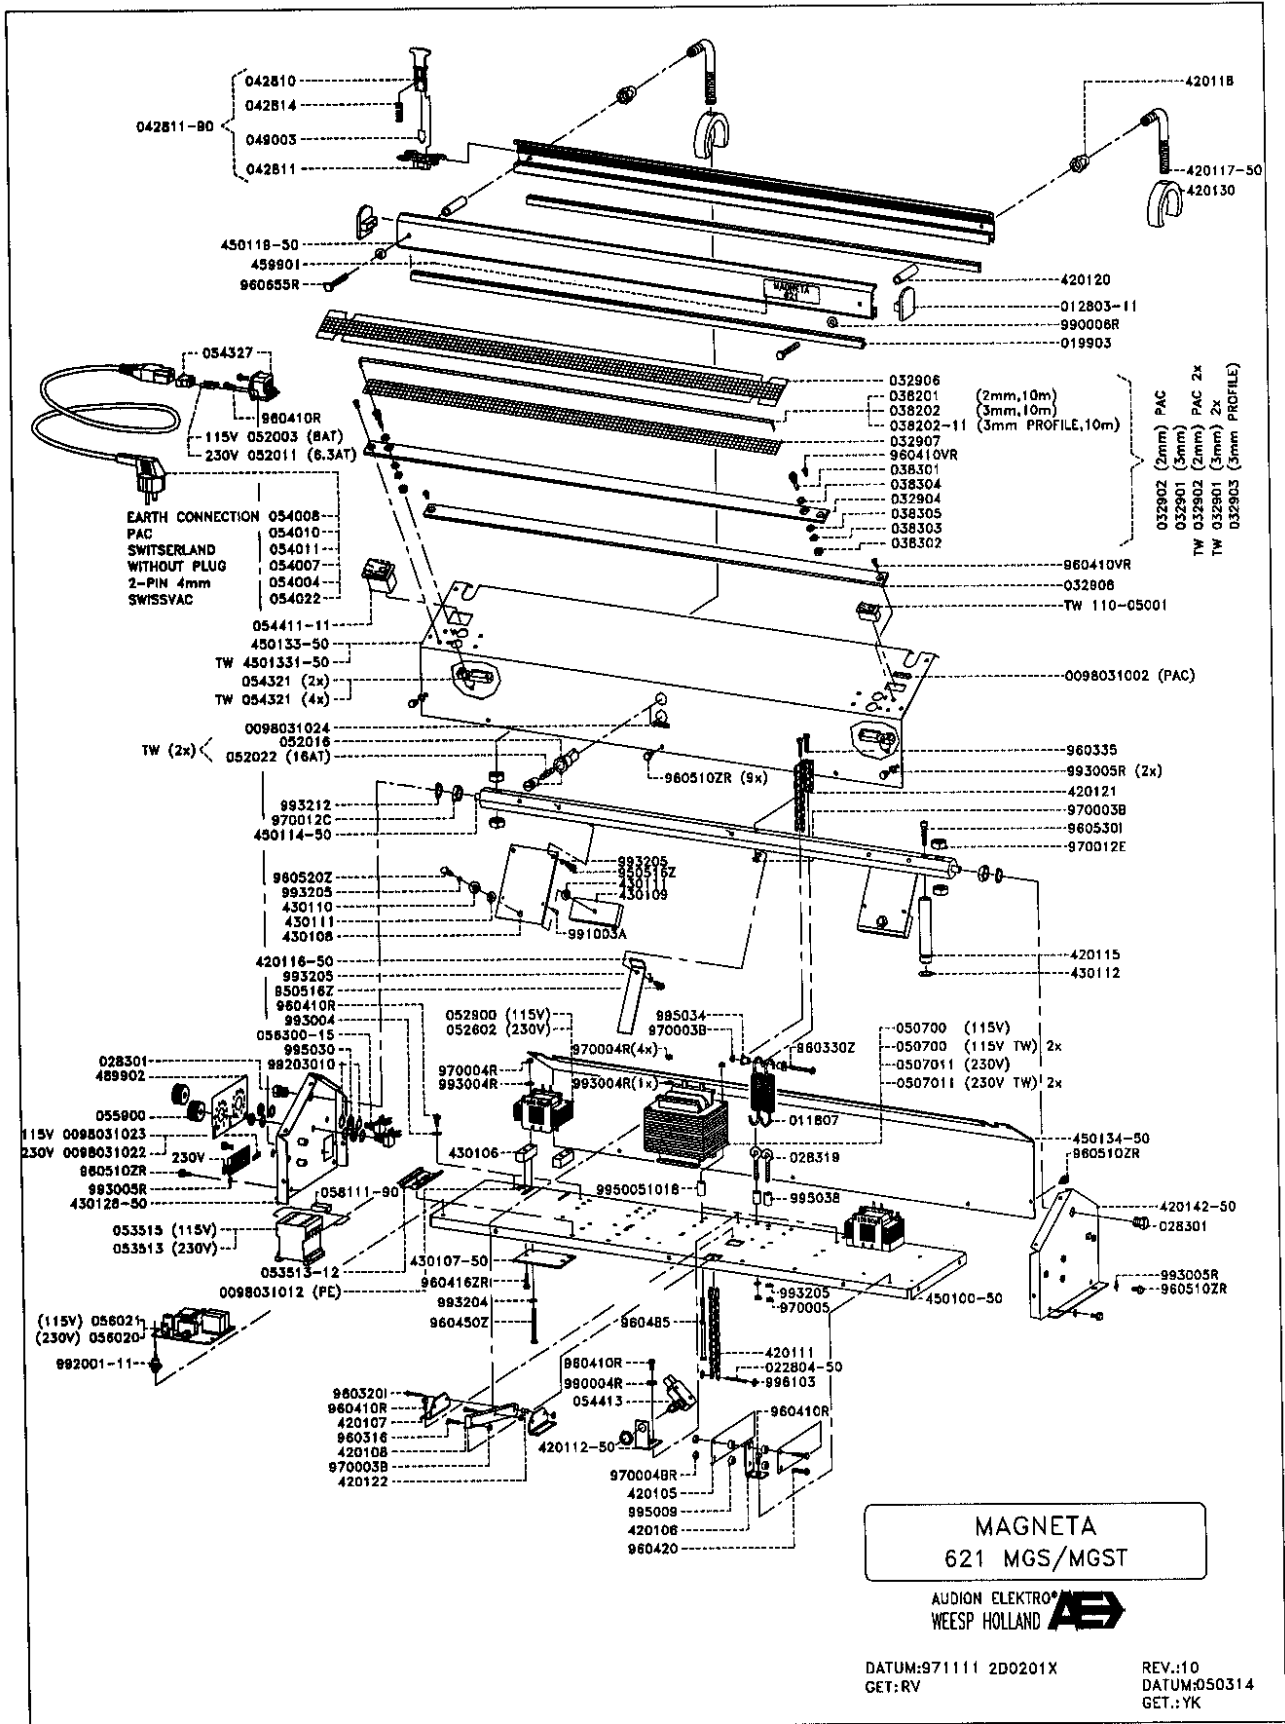 042810
042814
042811-90
049003
042811
420118
420117-50
420130
450118-50
459901
960655R
MAGNETA
621
420120
012803-11
990006R
019903
054327
960410R
115V 052003 (8AT)
230V 052011 (6.3AT)
032906
038201 (2mm,10m)
038202 (3mm,10m)
038202-11 (3mm PROFILE,10m)
032907
960410VR
038301
038304
032904
038305
038303
038302
032902 (2mm) PAC
032901 (3mm)
TW 032902 (2mm) PAC 2x
TW 032901 (3mm) 2x
032903 (3mm PROFILE)
EARTH CONNECTION 054008
PAC 054010
SWITSERLAND 054011
WITHOUT PLUG 054007
2-PIN 4mm 054004
SWISSVAC 054022
960410VR
032908
TW 110-05001
054411-11
450133-50
TW 4501331-50
054321 (2x)
TW 054321 (4x)
0098031002 (PAC)
0098031024
052016
TW (2x)
052022 (16AT)
960510ZR (9x)
960335
993005R (2x)
420121
970003B
960530I
970012E
993212
970012C
450114-50
993205
950516Z
430111
430109
960520Z
993205
430110
430111
430108
991003A
420115
430112
420116-50
993205
950516Z
960410R
993004
056300-15
995030
99203010
028301
489902
055900
115V 0098031023
230V 0098031022
230V
960510ZR
993005R
430128-50
052900 (115V)
052602 (230V)
970004R
993004R
970004R(4x)
993004R(1x)
995034
970003B
960330Z
050700 (115V)
050700 (115V TW) 2x
0507011 (230V)
0507011 (230V TW) 2x
011807
450134-50
960510ZR
430106
028319
9950051018
995038
420142-50
028301
058111-90
053515 (115V)
053513 (230V)
053513-12
0098031012 (PE)
430107-50
960416ZR
993204
960450Z
993205
970005
450100-50
993005R
960510ZR
(115V) 056021
(230V) 056020
992001-11
960485
420111
022804-50
996103
960410R
990004R
054413
960320I
960410R
420107
960316
420108
970003B
420122
420112-50
960410R
970004BR
420105
995009
420106
960420
MAGNETA
621 MGS/MGST
AUDION ELEKTRO
WEESP HOLLAND AE
DATUM:971111 2D0201X
GET:RV
REV.:10
DATUM:050314
GET.:YK